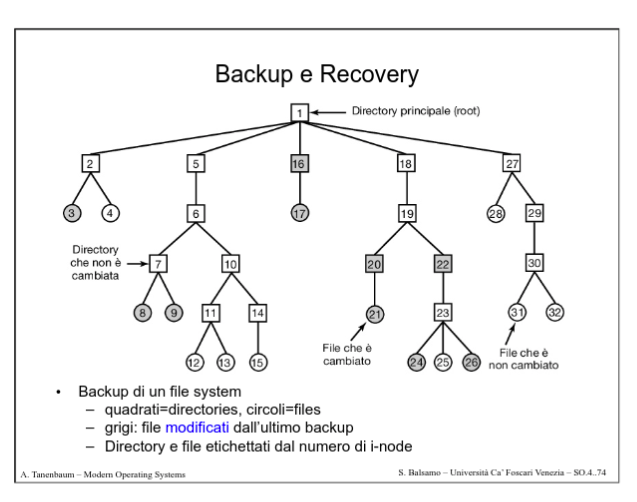 Backup e Recovery
1
Directory principale (root)
2
5
16
18
27
3
4
6
17
19
28
29
Directory
che non è
cambiata
7
10
20
22
30
8
9
11
14
21
23
31
32
12
13
15
File che è
cambiato
24
25
26
File che è
non cambiato
• Backup di un file system
– quadrati=directories, circoli=files
– grigi: file modificati dall'ultimo backup
– Directory e file etichettati dal numero di i-node
A. Tanenbaum – Modern Operating Systems
S. Balsamo – Università Ca' Foscari Venezia – SO.4..74